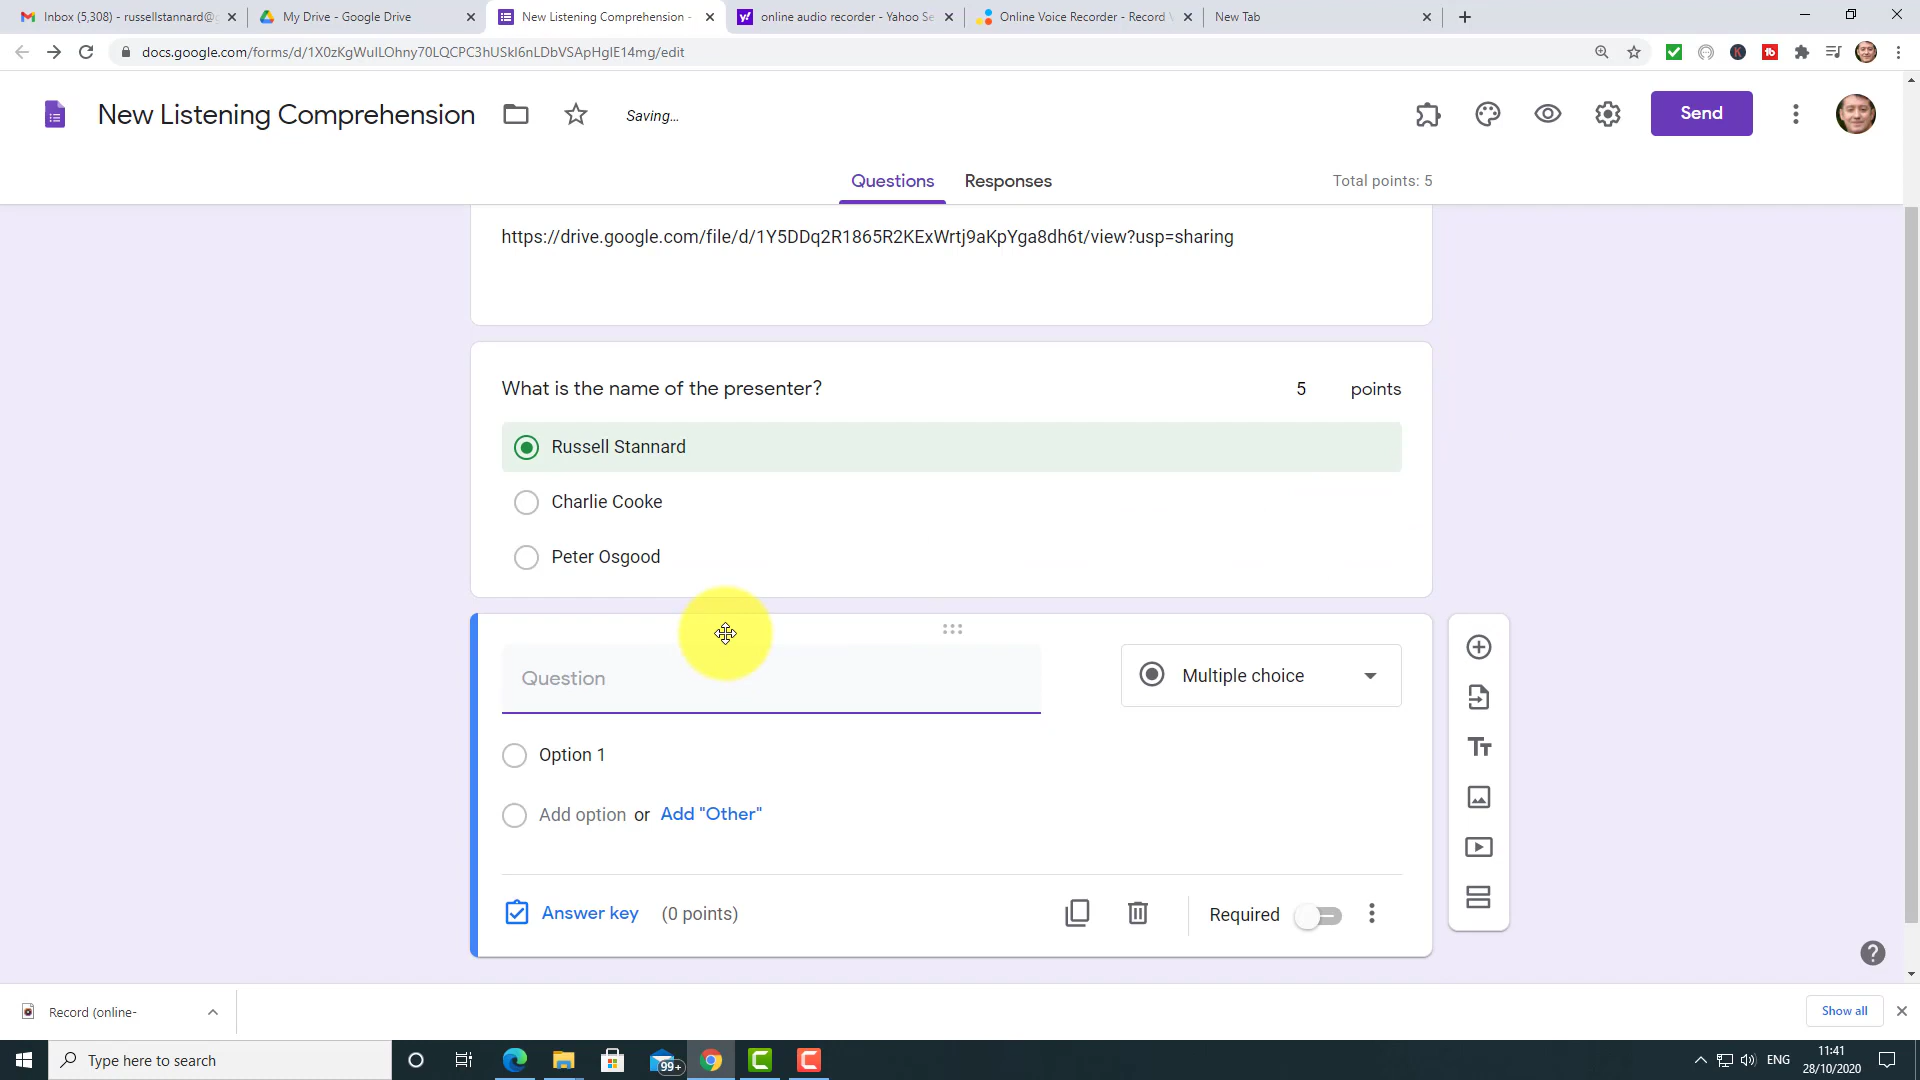 Inbox (5,308) - russellstannard@g
My Drive - Google Drive
New Listening Comprehension -
online audio recorder - Yahoo Se
Online Voice Recorder - Record V
New Tab
docs.google.com/forms/d/1X0zKgWuILOhny70LQCPC3hUSkI6nLDbVSApHglE14mg/edit
New Listening Comprehension
Saving...
Send
Questions
Responses
Total points: 5
https://drive.google.com/file/d/1Y5DDq2R1865R2KExWrtj9aKpYga8dh6t/view?usp=sharing
What is the name of the presenter?
5
points
Russell Stannard
Charlie Cooke
Peter Osgood
Question
Multiple choice
Option 1
Add option
or
Add "Other"
Answer key
(0 points)
Required
Record (online-
Show all
Type here to search
99+
ENG
11:41
28/10/2020